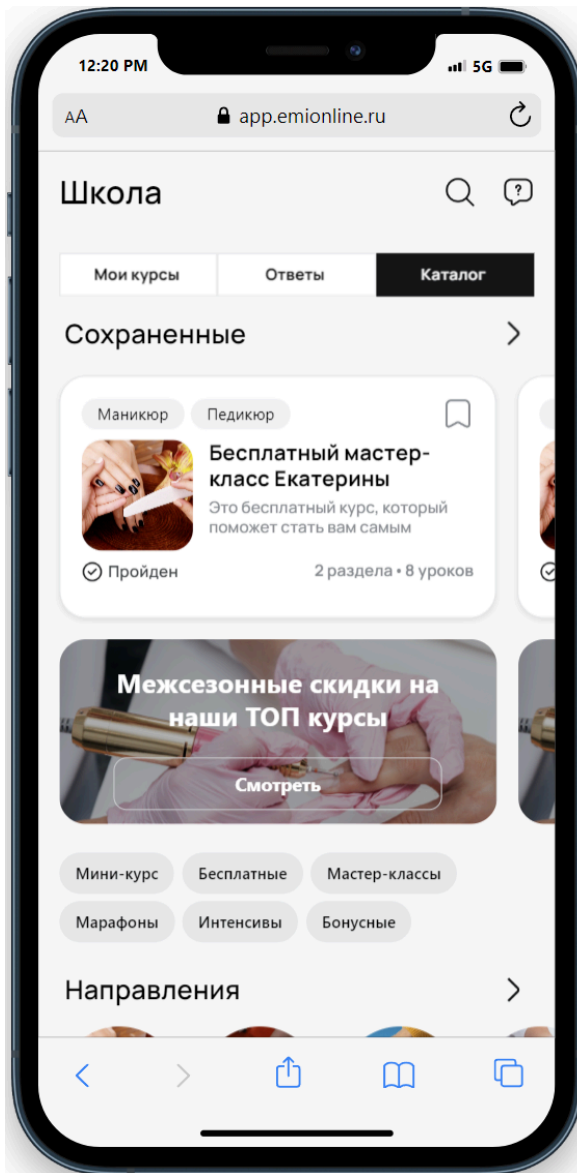 12:20 PM
5G
AA
app.emionline.ru
Школа
?
Мои курсы
Ответы
Каталог
Сохраненные
Маникюр
Педикюр
Бесплатный мастер-
класс Екатерины
Это бесплатный курс, который
поможет стать вам самым
Пройден
2 раздела • 8 уроков
Межсезонные скидки на
наши ТОП курсы
Смотреть
Мини-курс
Бесплатные
Мастер-классы
Марафоны
Интенсивы
Бонусные
Направления